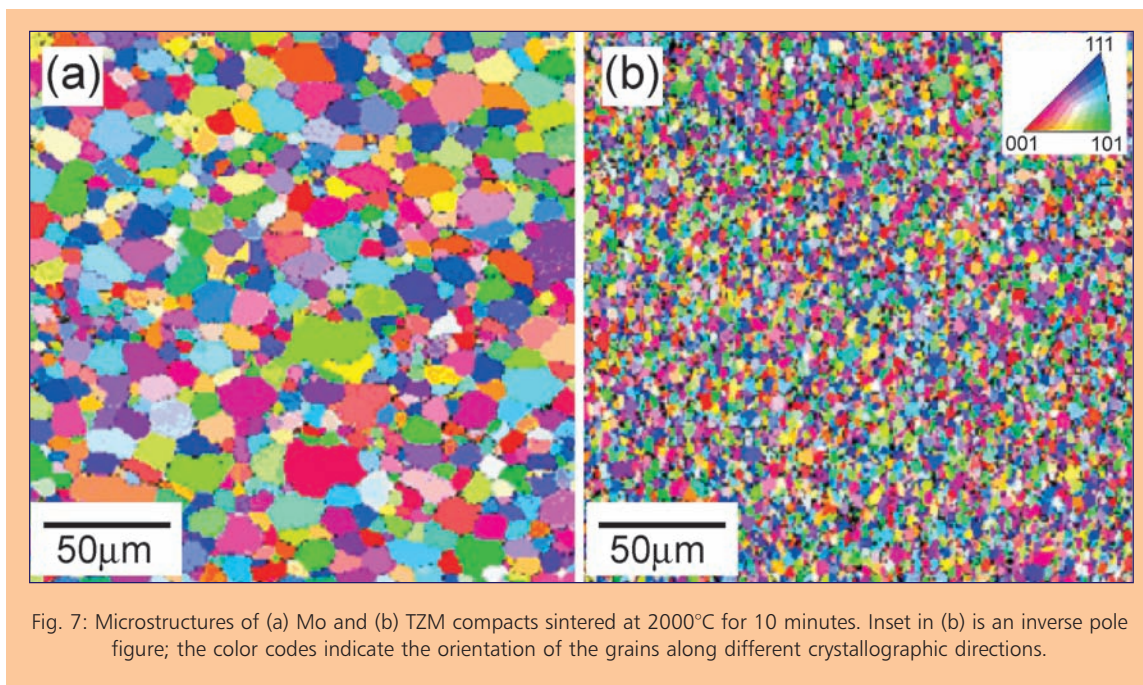 (a)
(b)
111
001
101
50μm
50μm
Fig. 7: Microstructures of (a) Mo and (b) TZM compacts sintered at 2000°C for 10 minutes. Inset in (b) is an inverse pole
figure; the color codes indicate the orientation of the grains along different crystallographic directions.